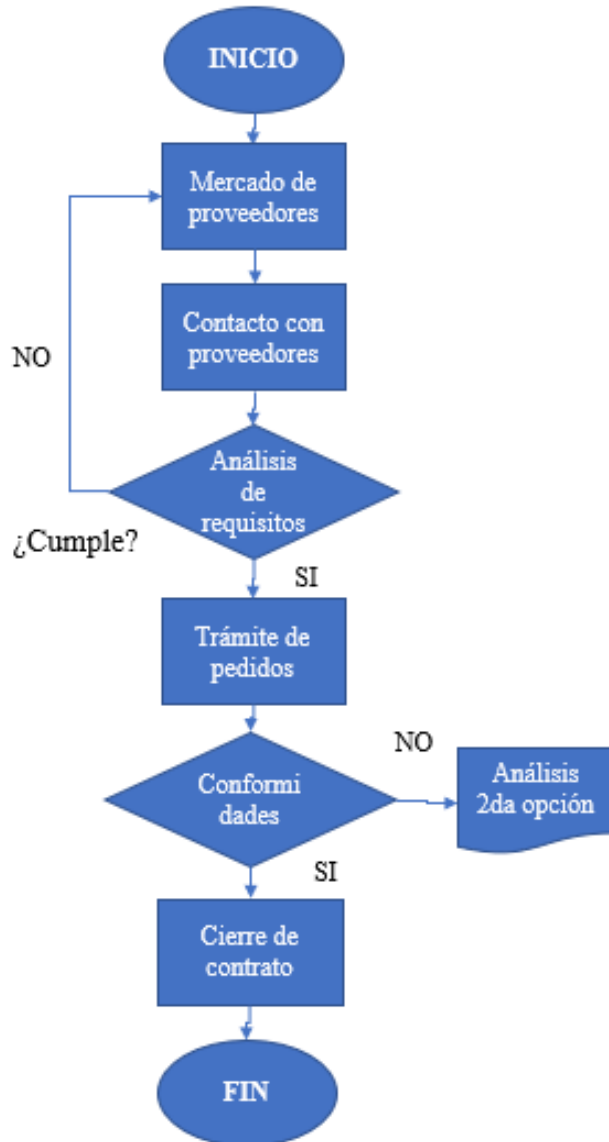 INICIO
Mercado de
proveedores
Contacto con
proveedores
NO
Análisis
de
requisitos
¿Cumple?
SI
Trámite de
pedidos
NO
Conformi
dades
Análisis
2da opción
SI
Cierre de
contrato
FIN